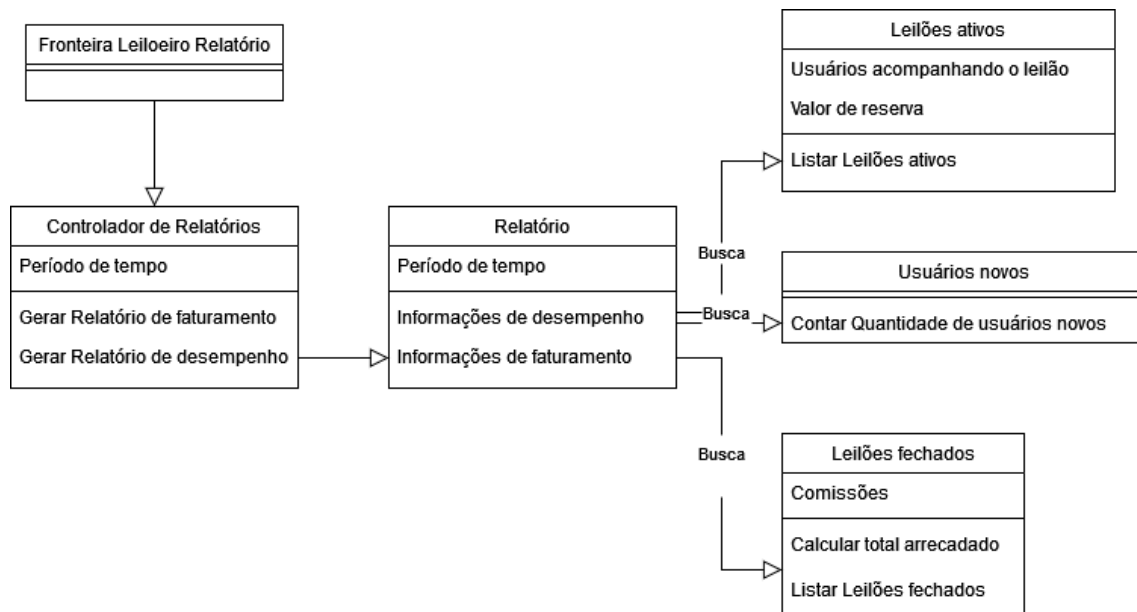 Fronteira Leiloeiro Relatório
Controlador de Relatórios
Período de tempo
Gerar Relatório de faturamento
Gerar Relatório de desempenho
Relatório
Período de tempo
Informações de desempenho
Informações de faturamento
Busca
Busca
Busca
Leilões ativos
Usuários acompanhando o leilão
Valor de reserva
Listar Leilões ativos
Usuários novos
Contar Quantidade de usuários novos
Leilões fechados
Comissões
Calcular total arrecadado
Listar Leilões fechados